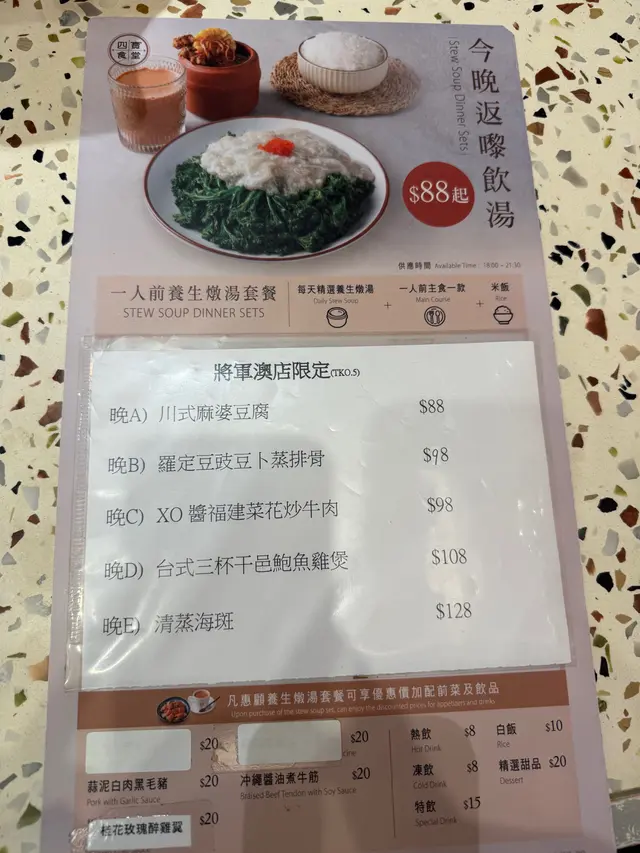 四寶
食堂
今晚返嚟飲湯
Stew Soup Dinner Sets
$88起
供應時間 Available Time : 18:00 - 21:30
一人前養生燉湯套餐
STEW SOUP DINNER SETS
每天精選養生燉湯
Daily Stew Soup
+
一人前主食一款
Main Course
+
米飯
Rice
將軍澳店限定(TKO.5)
晚A) 川式麻婆豆腐 $88
晚B) 羅定豆豉豆卜蒸排骨 $98
晚C) XO 醬福建菜花炒牛肉 $98
晚D) 台式三杯干邑鮑魚雞煲 $108
晚E) 清蒸海斑 $128
凡惠顧養生燉湯套餐可享優惠價加配前菜及飲品
Upon purchase of the stew soup set, can enjoy the discounted prices for appetizers and drinks
$20
$20
蒜泥白肉黑毛豬 $20
Pork with Garlic Sauce
沖繩醬油煮牛筋 $20
Braised Beef Tendon with Soy Sauce
桂花玫瑰醉雞翼 $20
熱飲 $8
Hot Drink
凍飲 $8
Cold Drink
特飲 $15
Special Drink
白飯 $10
Rice
精選甜品 $20
Dessert